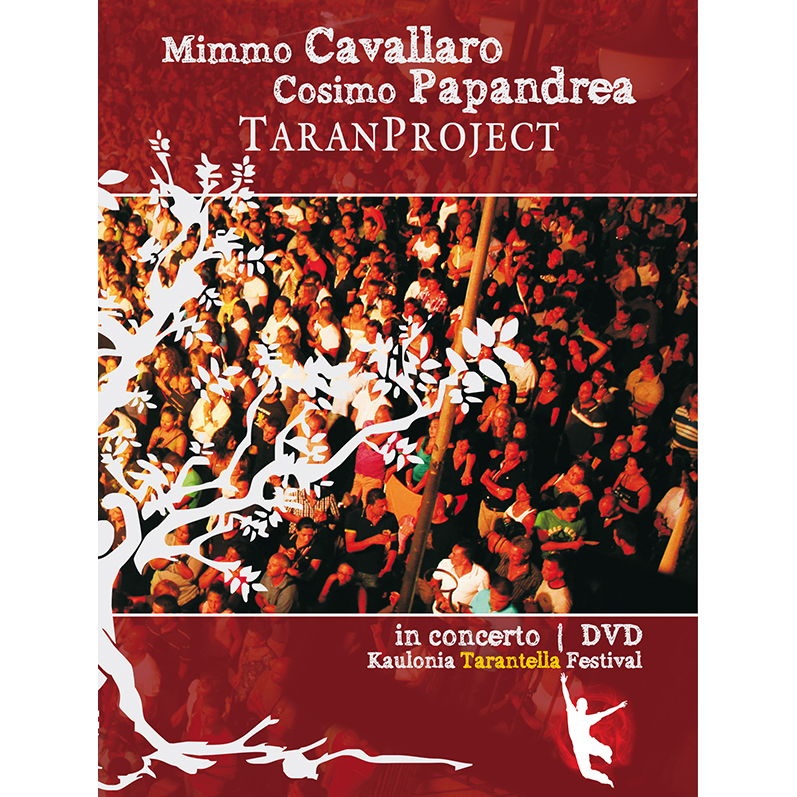 Mimmo Cavallaro
Cosimo Papandrea
TARANPROJECT
in concerto | DVD
Kaulonia Tarantella Festival